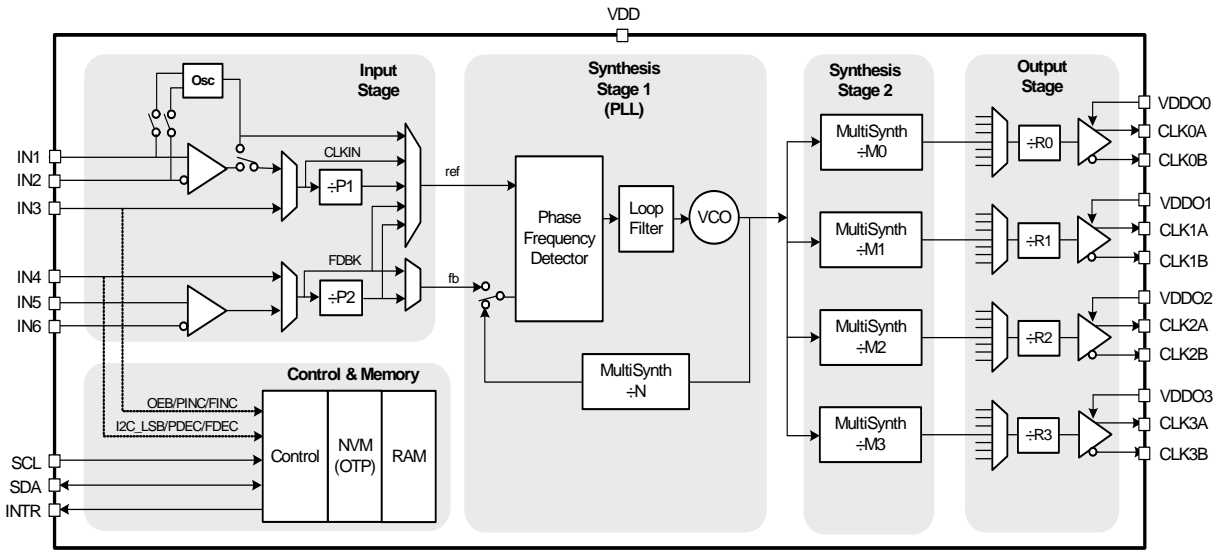 VDD
Input
Stage
Synthesis
Stage 1
(PLL)
Synthesis
Stage 2
Output
Stage
Osc
IN1
IN2
IN3
CLKIN
÷P1
ref
IN4
IN5
IN6
FDBK
÷P2
fb
Phase
Frequency
Detector
Loop
Filter
VCO
MultiSynth
÷N
MultiSynth
÷M0
MultiSynth
÷M1
MultiSynth
÷M2
MultiSynth
÷M3
÷R0
÷R1
÷R2
÷R3
VDDO0
CLK0A
CLK0B
VDDO1
CLK1A
CLK1B
VDDO2
CLK2A
CLK2B
VDDO3
CLK3A
CLK3B
Control & Memory
OEB/PINC/FINC
I2C_LSB/PDEC/FDEC
Control
NVM
(OTP)
RAM
SCL
SDA
INTR